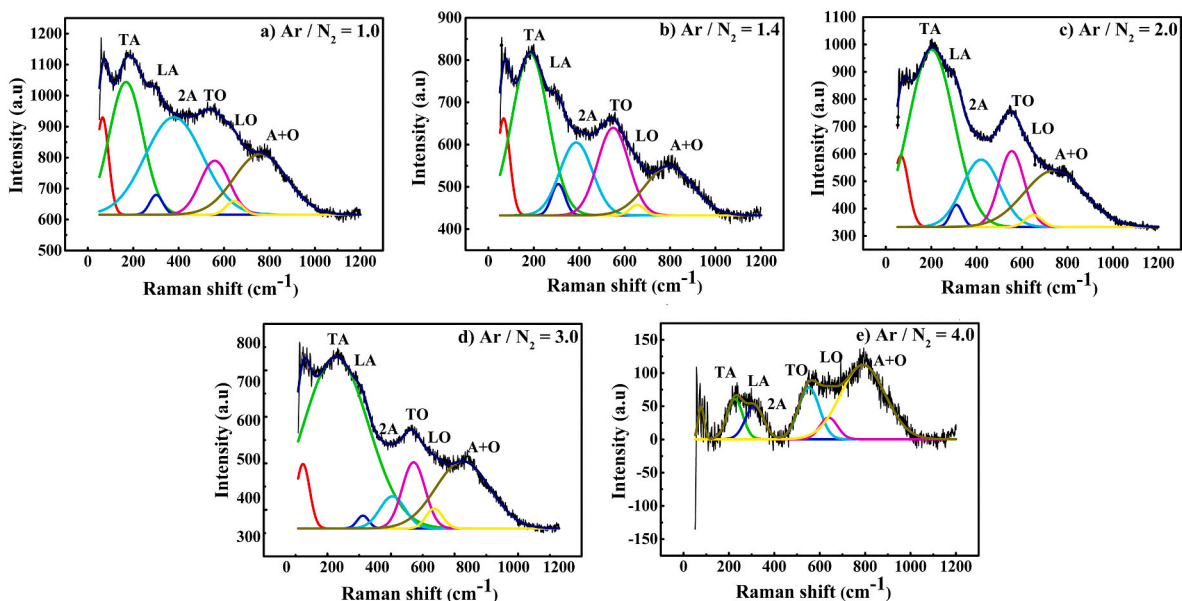 a) Ar / N₂ = 1.0
TA
LA
2A
TO
LO
A+O
1200
1100
1000
900
800
700
600
500
0 200 400 600 800 1000 1200
Intensity (a.u)
Raman shift (cm⁻¹)
b) Ar / N₂ = 1.4
TA
LA
2A
TO
LO
A+O
900
800
700
600
500
400
0 200 400 600 800 1000 1200
Intensity (a.u)
Raman shift (cm⁻¹)
c) Ar / N₂ = 2.0
TA
LA
2A
TO
LO
A+O
1100
1000
900
800
700
600
500
400
300
0 200 400 600 800 1000 1200
Intensity (a.u)
Raman shift (cm⁻¹)
d) Ar / N₂ = 3.0
TA
LA
2A
TO
LO
A+O
800
700
600
500
400
300
0 200 400 600 800 1000 1200
Intensity (a.u)
Raman shift (cm⁻¹)
e) Ar / N₂ = 4.0
TA
LA
2A
TO
LO
A+O
150
100
50
0
-50
-100
-150
0 200 400 600 800 1000 1200
Intensity (a.u)
Raman shift (cm⁻¹)